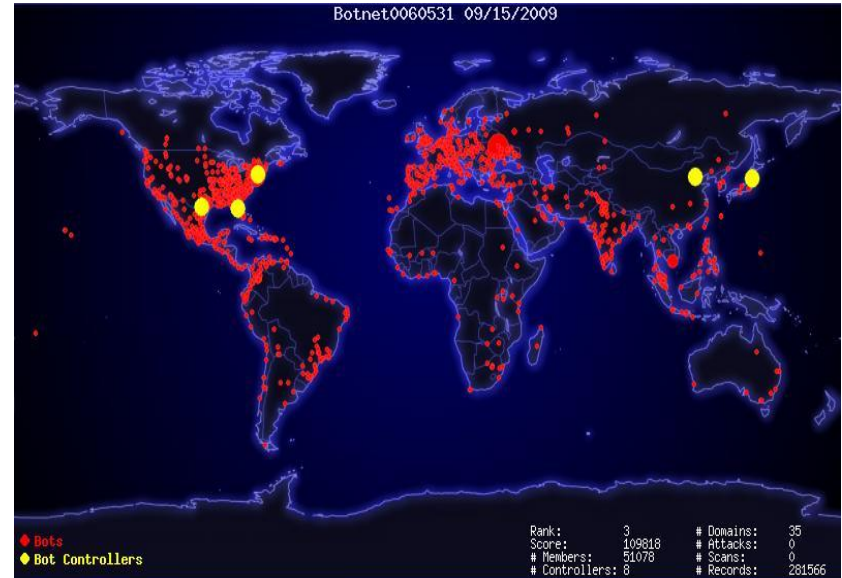 Botnet0060531 09/15/2009
Bots
Bot Controllers
Rank: 3 # Domains: 35
Score: 109818 # Attacks: 0
# Members: 51078 # Scans: 0
# Controllers: 8 # Records: 281566